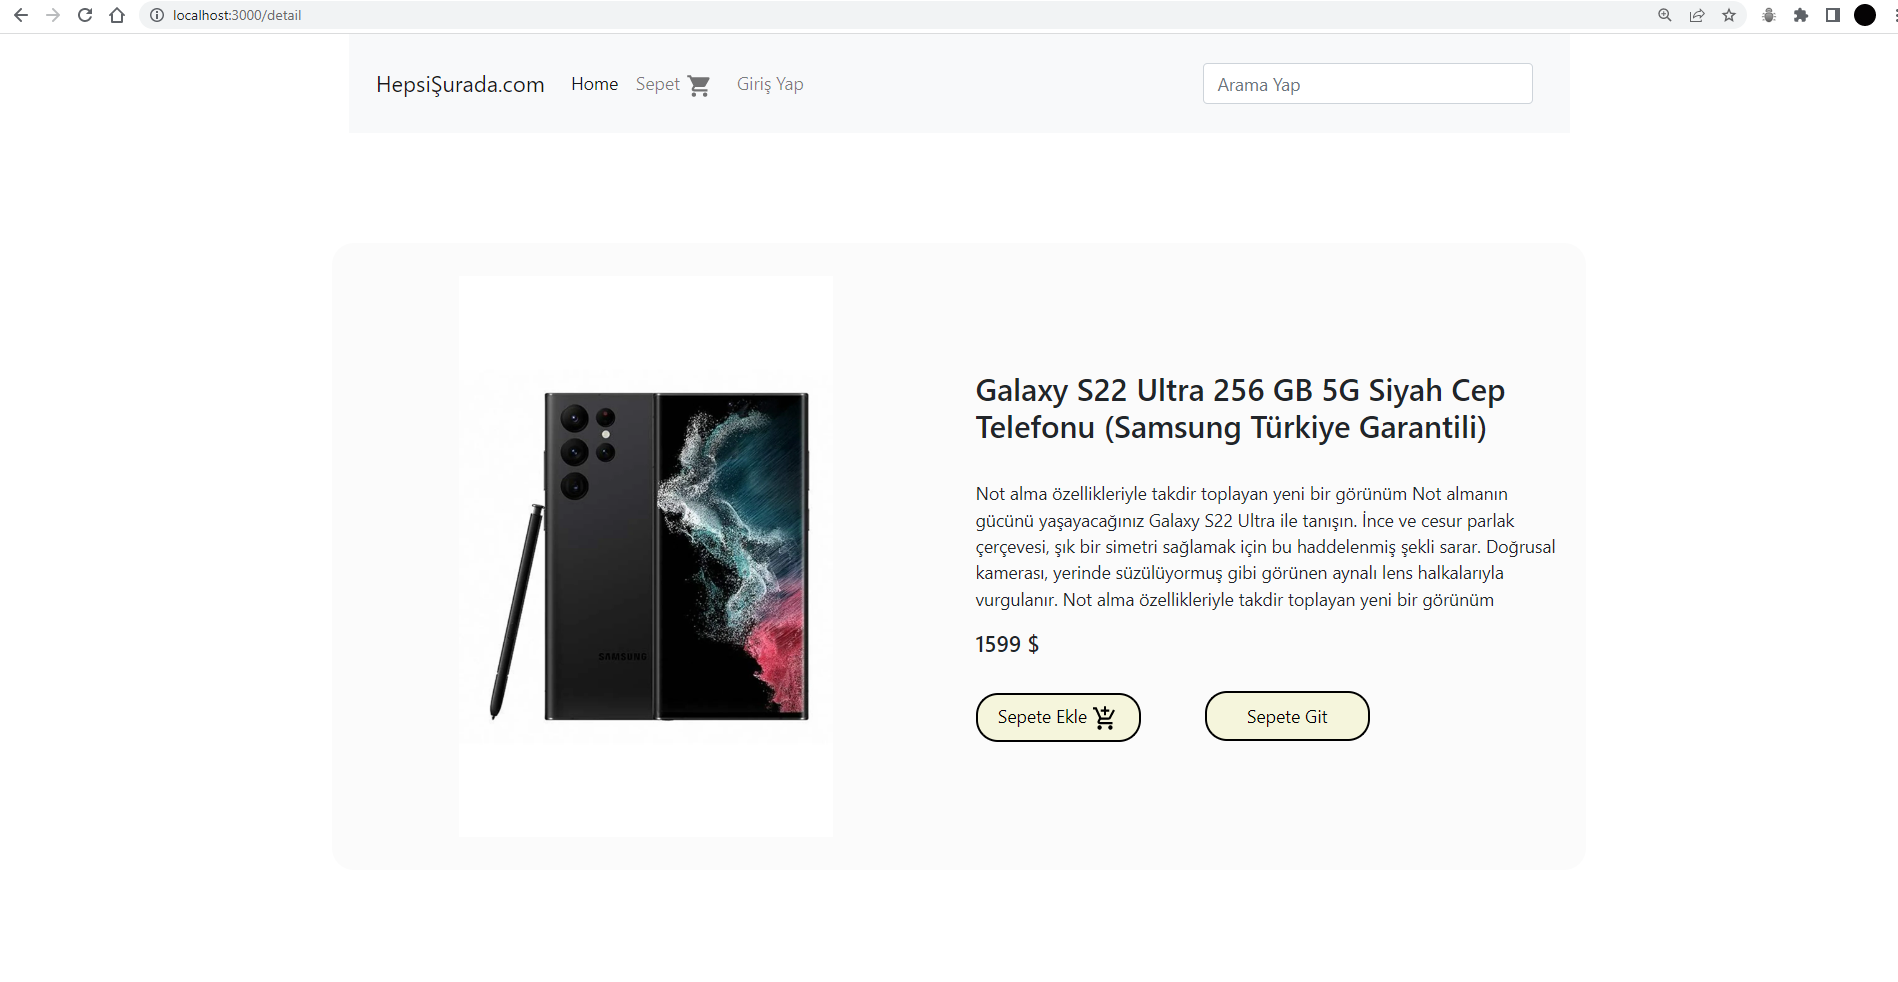 localhost:3000/detail
HepsiŞurada.com Home Sepet Giriş Yap Arama Yap
SAMSUNG
Galaxy S22 Ultra 256 GB 5G Siyah Cep
Telefonu (Samsung Türkiye Garantili)
Not alma özellikleriyle takdir toplayan yeni bir görünüm Not almanın
gücünü yaşayacağınız Galaxy S22 Ultra ile tanışın. İnce ve cesur parlak
çerçevesi, şık bir simetri sağlamak için bu haddelenmiş şekli sarar. Doğrusal
kamerası, yerinde süzülüyormuş gibi görünen aynalı lens halkalarıyla
vurgulanır. Not alma özellikleriyle takdir toplayan yeni bir görünüm
1599 $
Sepete Ekle Sepete Git